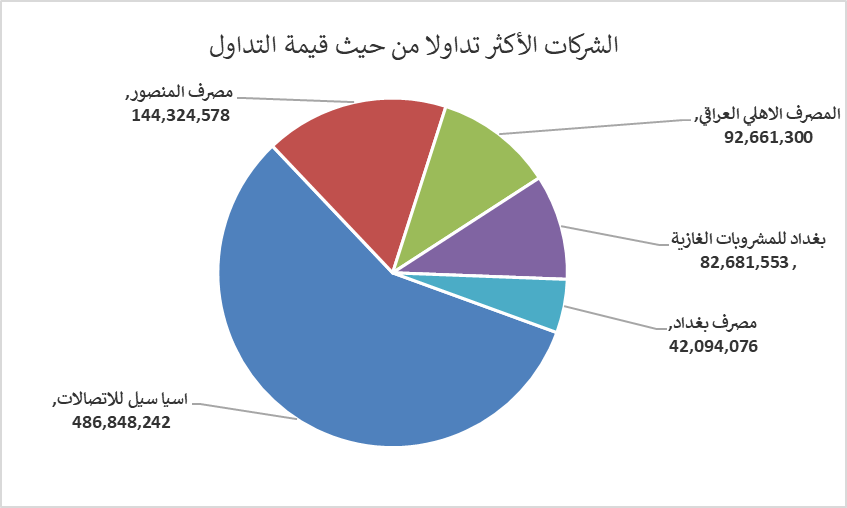 الشركات الأكثر تداولا من حيث قيمة التداول
مصرف المنصور,
144,324,578
المصرف الاهلي العراقي,
92,661,300
بغداد للمشروبات الغازية
, 82,681,553
مصرف بغداد,
42,094,076
اسيا سيل للاتصالات,
486,848,242